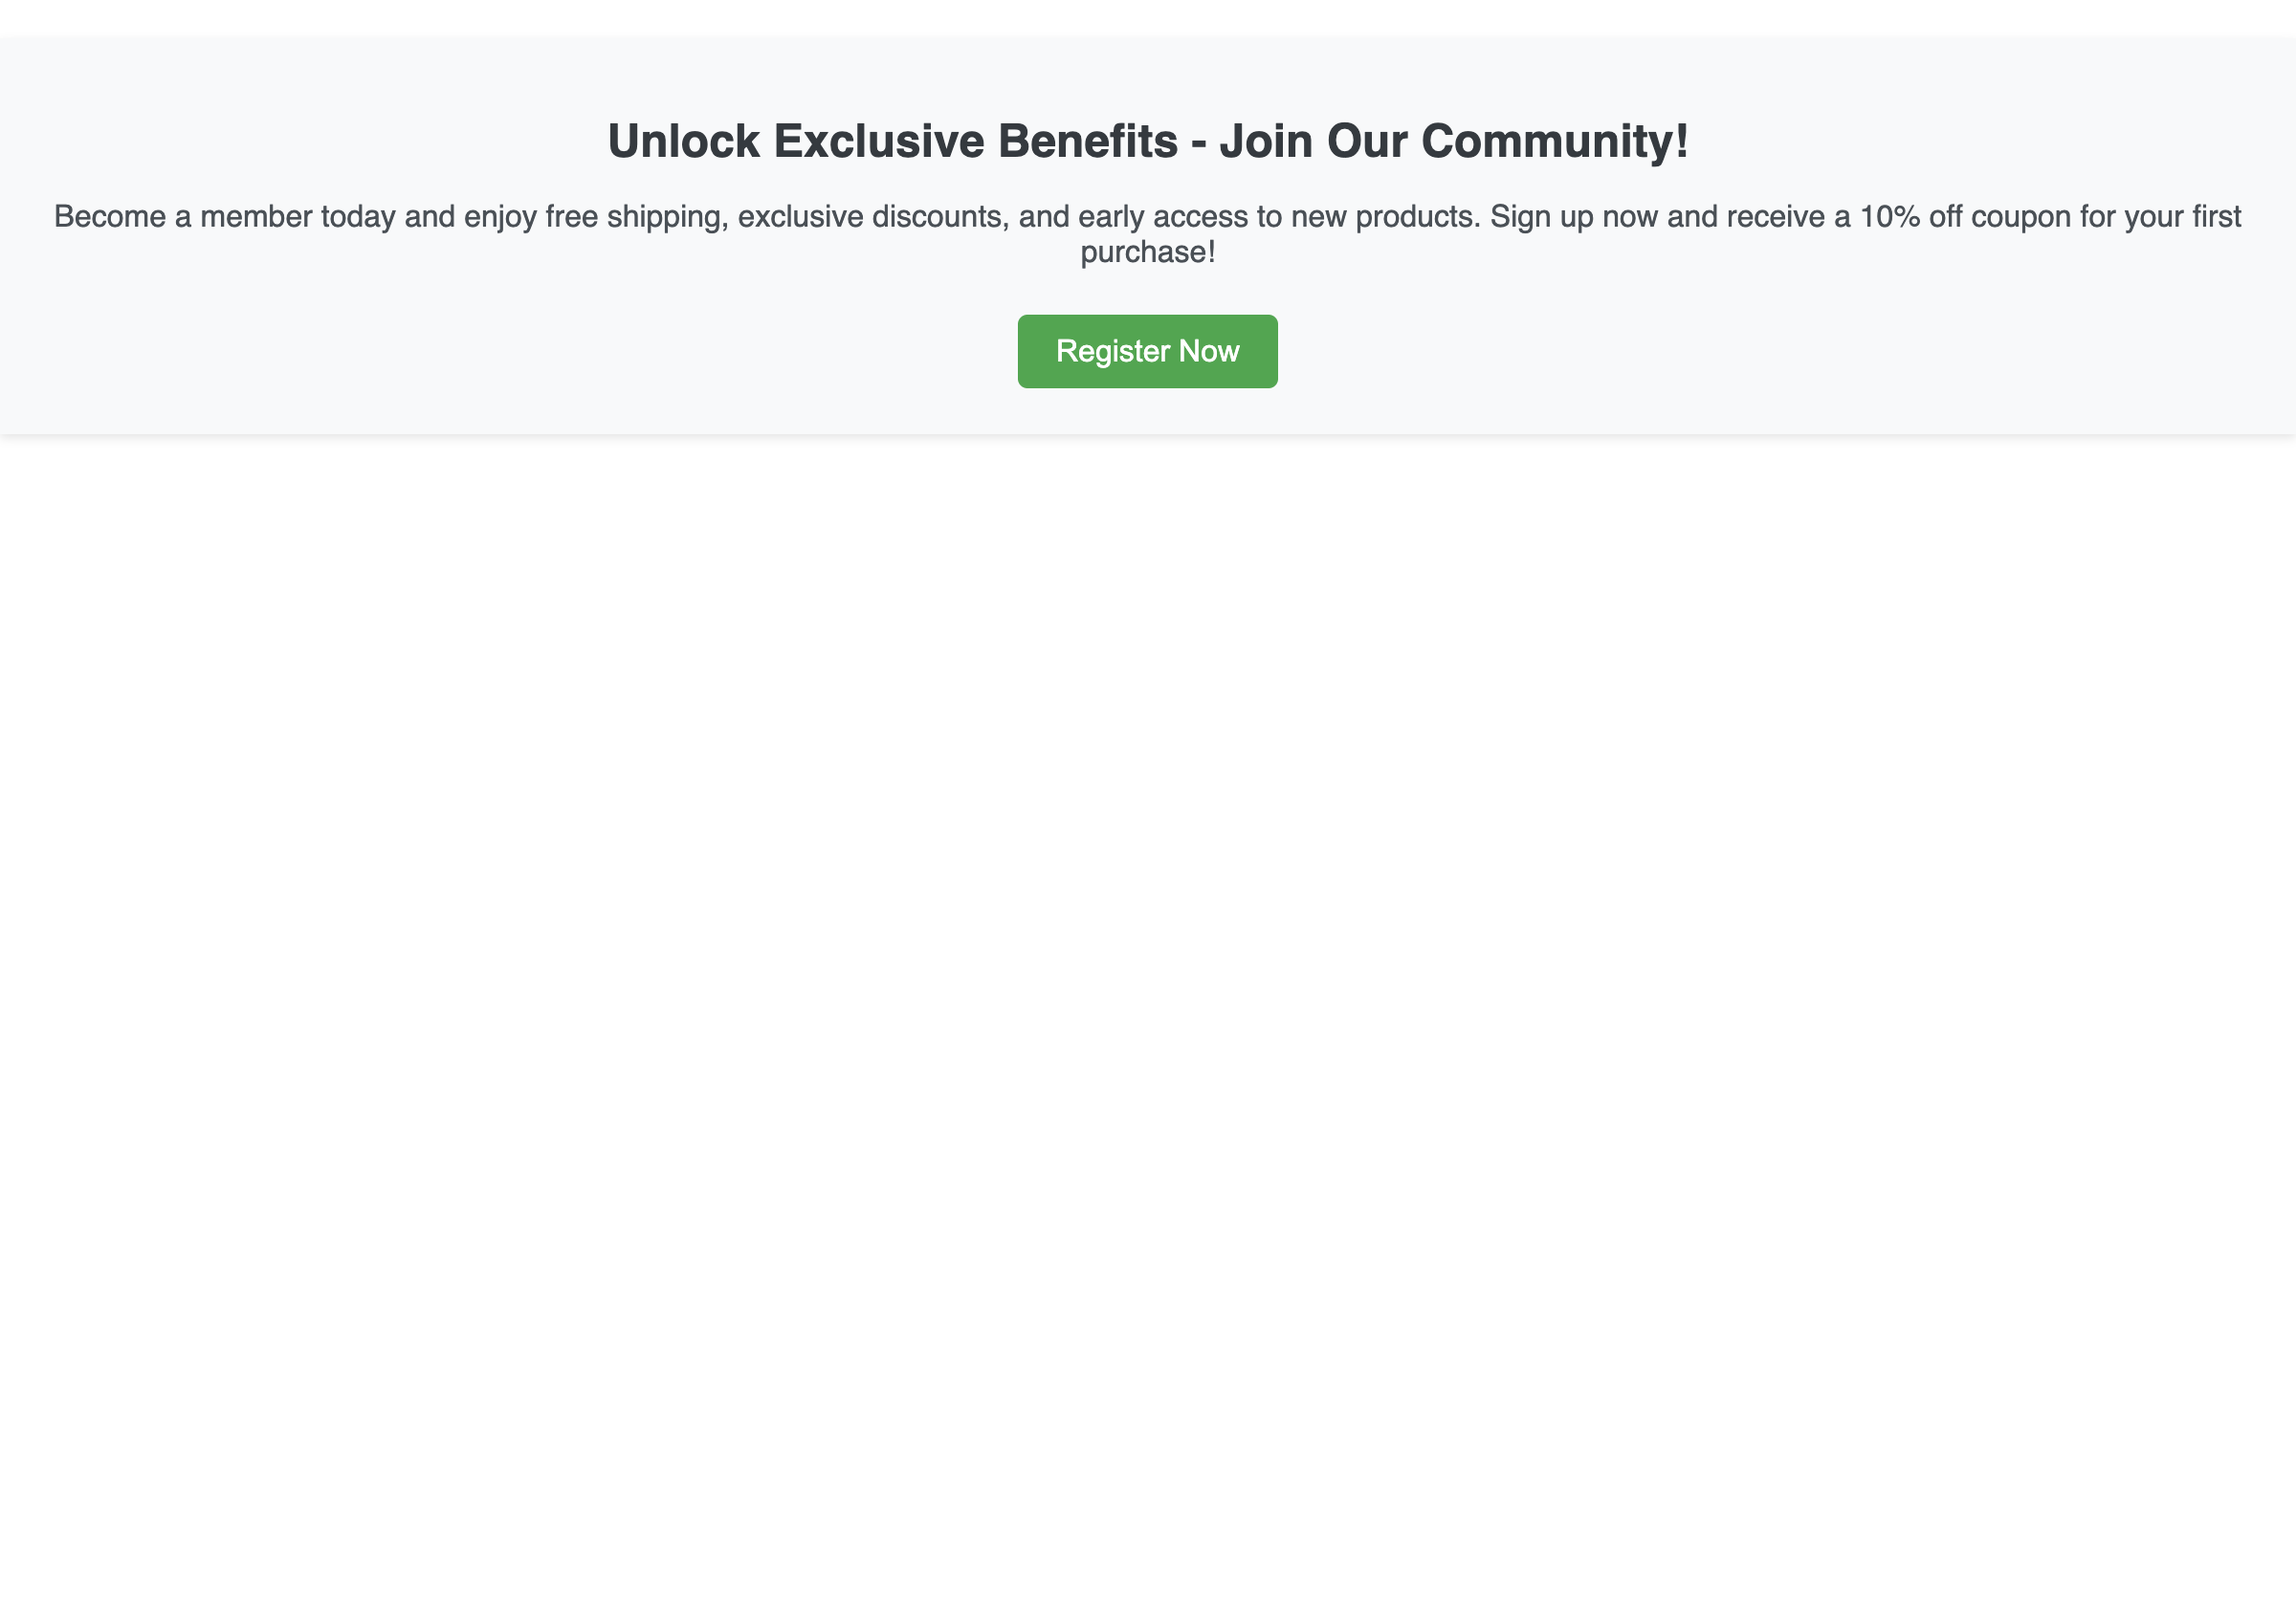 Unlock Exclusive Benefits - Join Our Community!
Become a member today and enjoy free shipping, exclusive discounts, and early access to new products. Sign up now and receive a 10% off coupon for your first
purchase!
Register Now